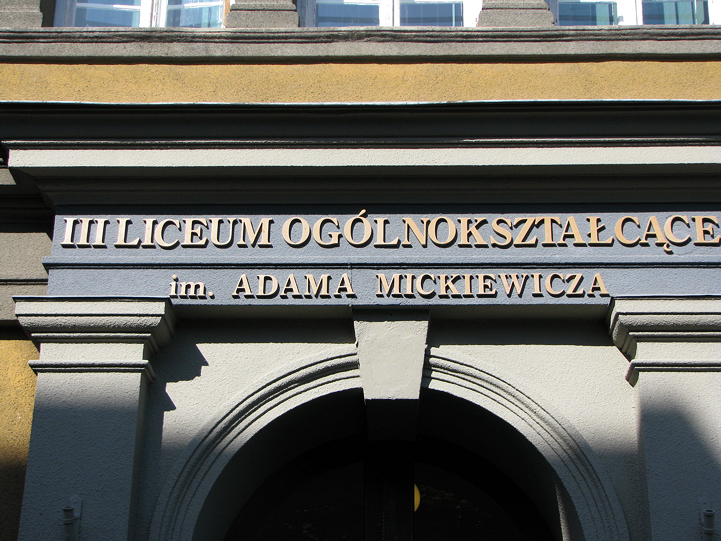 III LICEUM OGÓLNOKSZTAŁCĄCE
im. ADAMA MICKIEWICZA